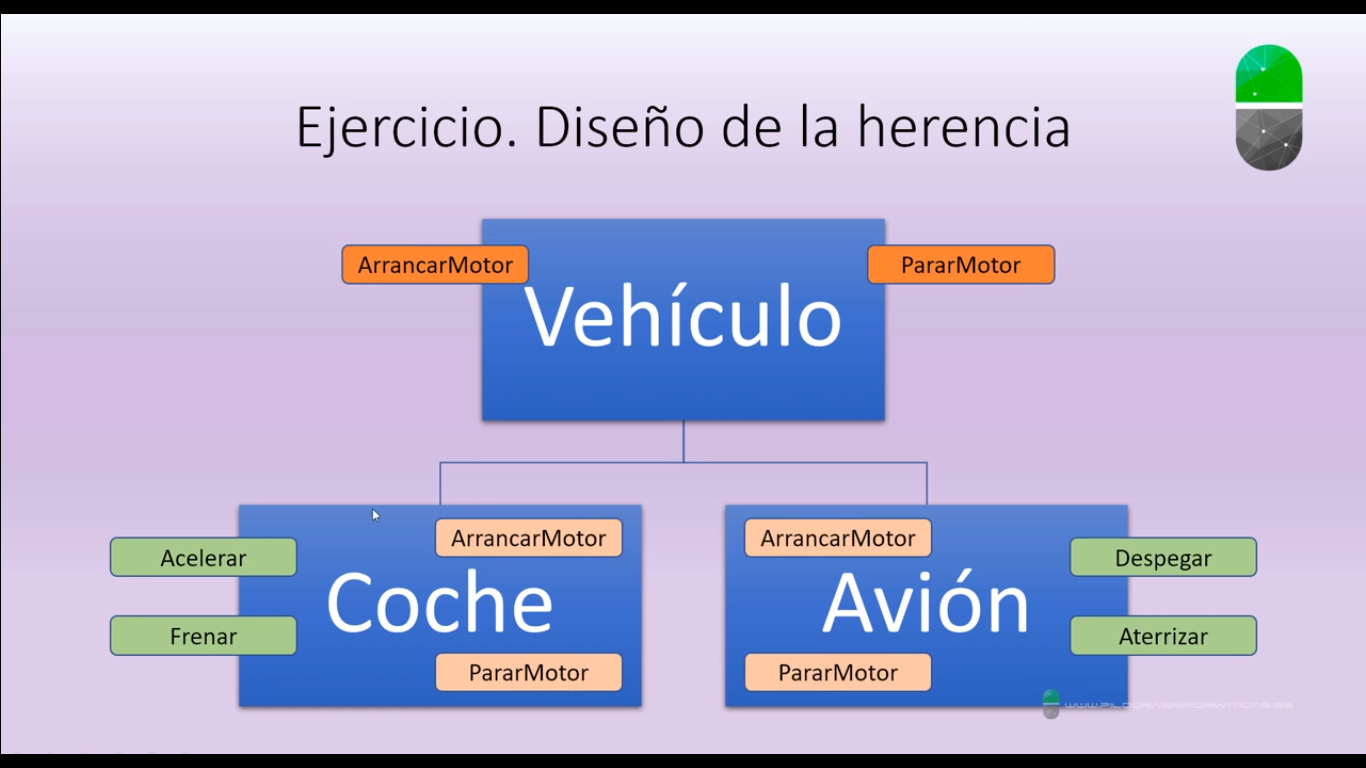 Ejercicio. Diseño de la herencia
ArrancarMotor
PararMotor
Vehículo
Acelerar
ArrancarMotor
Coche
Frenar
PararMotor
ArrancarMotor
Despegar
Avión
Aterrizar
PararMotor
WWW.PILDORASINFORMATICAS.ES